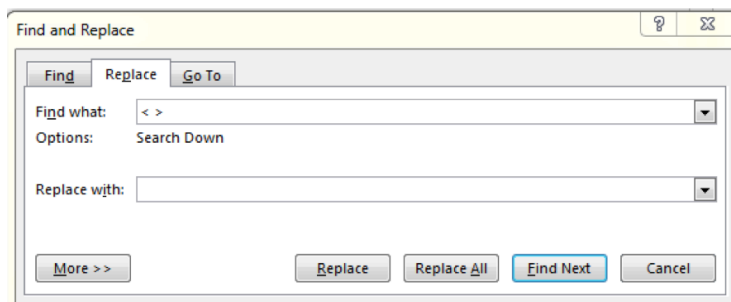 Find and Replace
Find Replace Go To
Find what: < >
Options: Search Down
Replace with:
More >> Replace Replace All Find Next Cancel